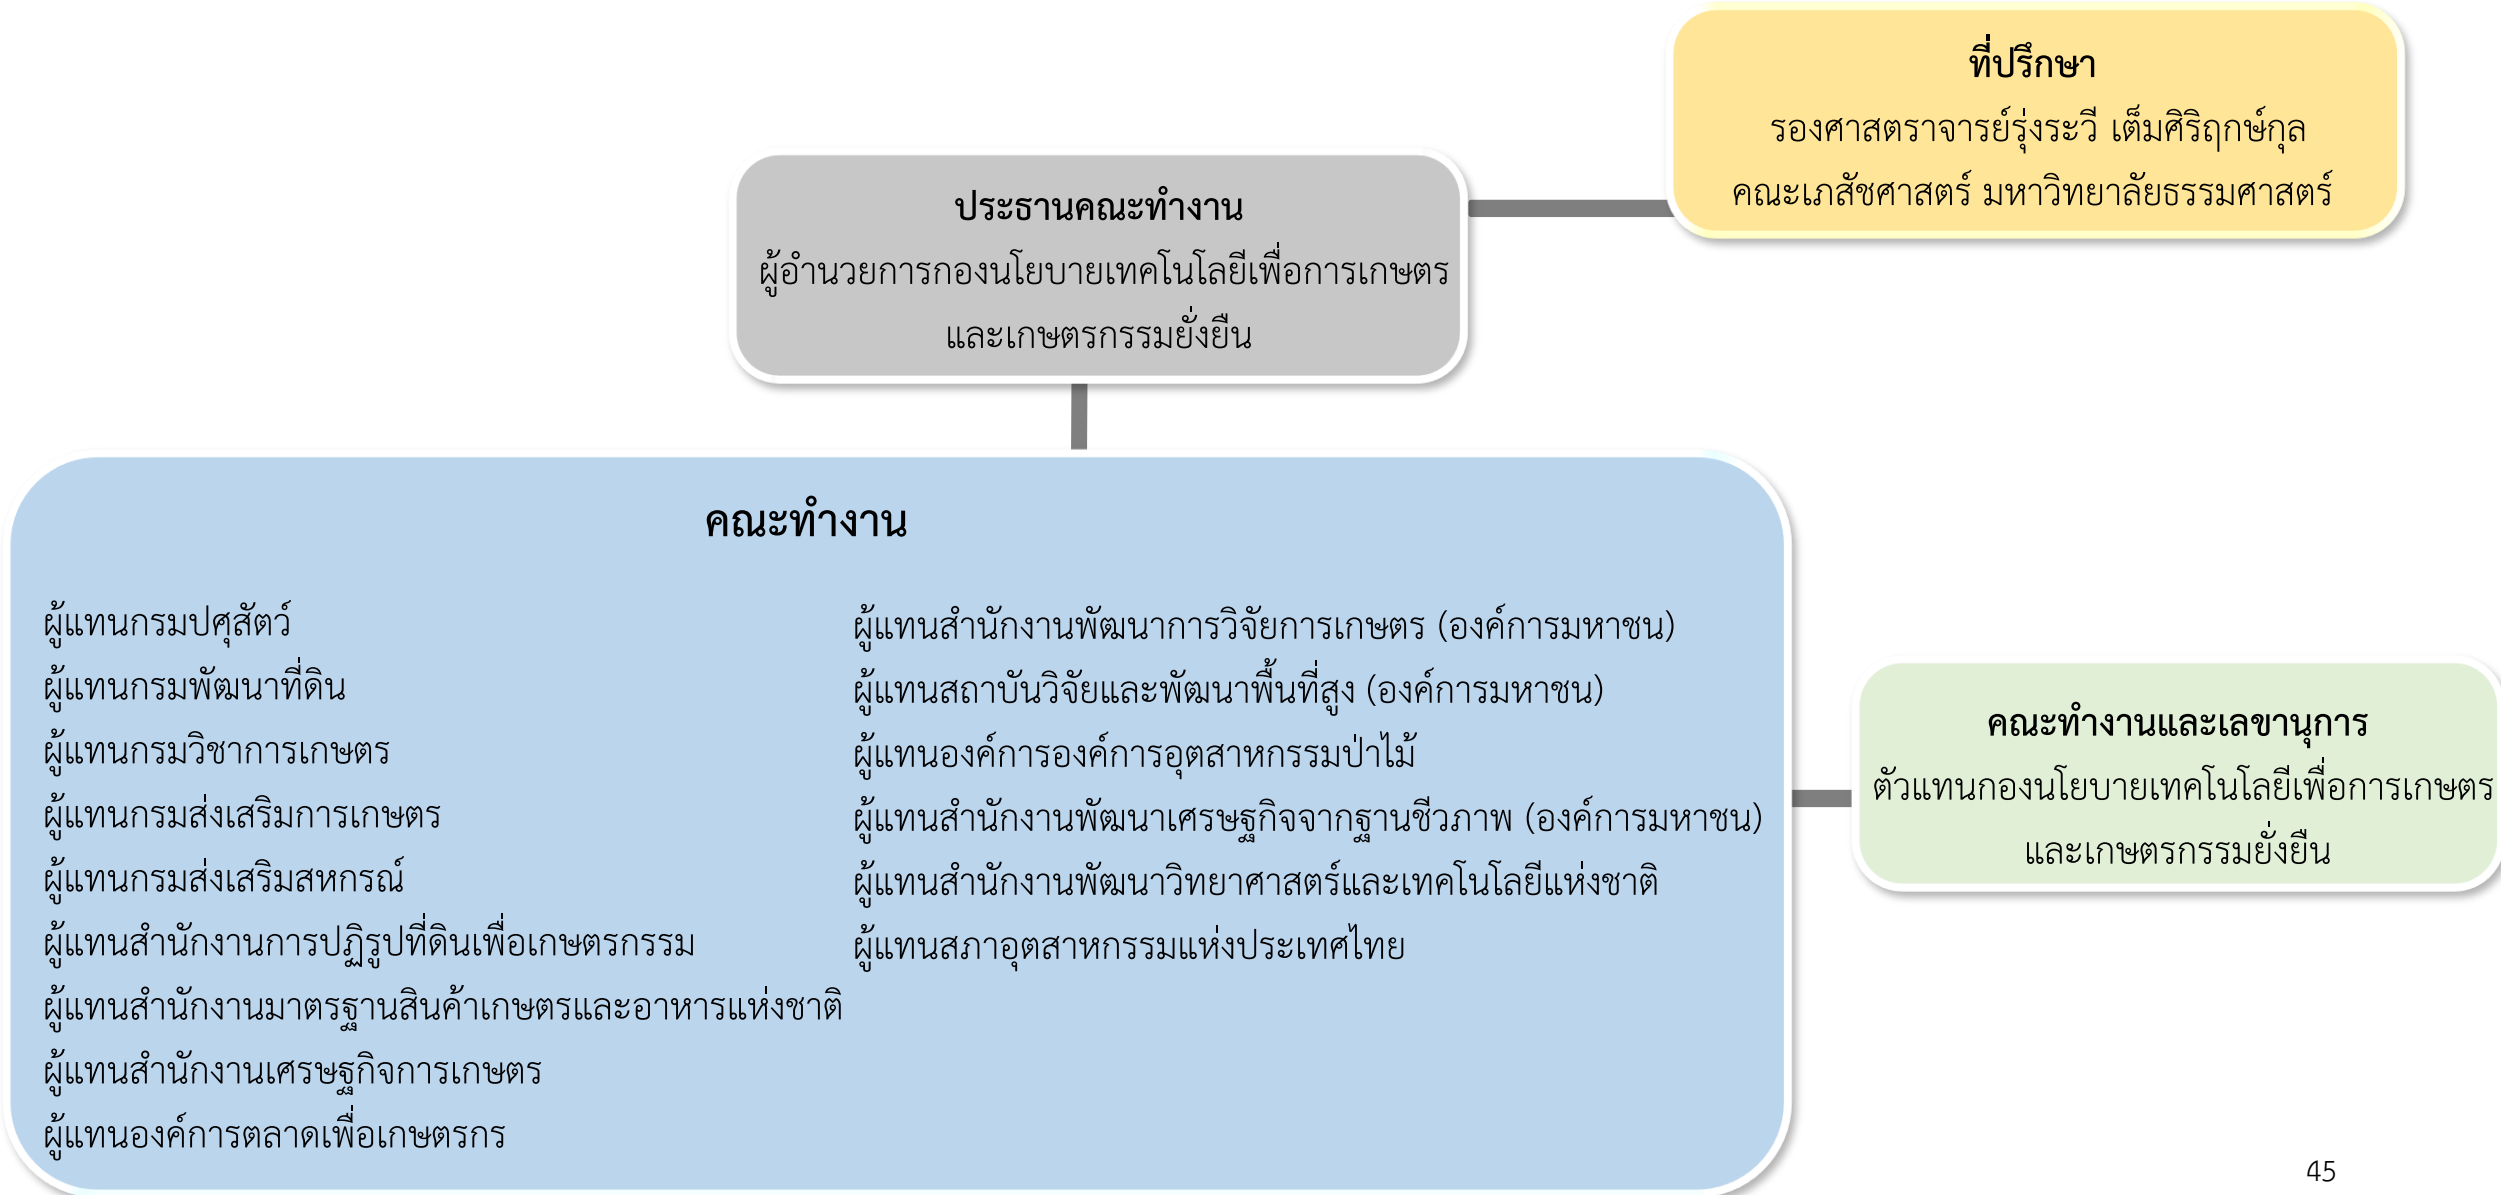 ที่ปรึกษา
รองศาสตราจารย์รุ่งระวี เต็มศิริฤกษ์กุล
คณะเภสัชศาสตร์ มหาวิทยาลัยธรรมศาสตร์
ประธานคณะทำงาน
ผู้อำนวยการกองนโยบายเทคโนโลยีเพื่อการเกษตร
และเกษตรกรรมยั่งยืน
คณะทำงาน
ผู้แทนกรมปศุสัตว์
ผู้แทนกรมพัฒนาที่ดิน
ผู้แทนกรมวิชาการเกษตร
ผู้แทนกรมส่งเสริมการเกษตร
ผู้แทนกรมส่งเสริมสหกรณ์
ผู้แทนสำนักงานการปฏิรูปที่ดินเพื่อเกษตรกรรม
ผู้แทนสำนักงานมาตรฐานสินค้าเกษตรและอาหารแห่งชาติ
ผู้แทนสำนักงานเศรษฐกิจการเกษตร
ผู้แทนองค์การตลาดเพื่อเกษตรกร
ผู้แทนสำนักงานพัฒนาการวิจัยการเกษตร (องค์การมหาชน)
ผู้แทนสถาบันวิจัยและพัฒนาพื้นที่สูง (องค์การมหาชน)
ผู้แทนองค์การองค์การอุตสาหกรรมป่าไม้
ผู้แทนสำนักงานพัฒนาเศรษฐกิจจากฐานชีวภาพ (องค์การมหาชน)
ผู้แทนสำนักงานพัฒนาวิทยาศาสตร์และเทคโนโลยีแห่งชาติ
ผู้แทนสภาอุตสาหกรรมแห่งประเทศไทย
คณะทำงานและเลขานุการ
ตัวแทนกองนโยบายเทคโนโลยีเพื่อการเกษตร
และเกษตรกรรมยั่งยืน
45